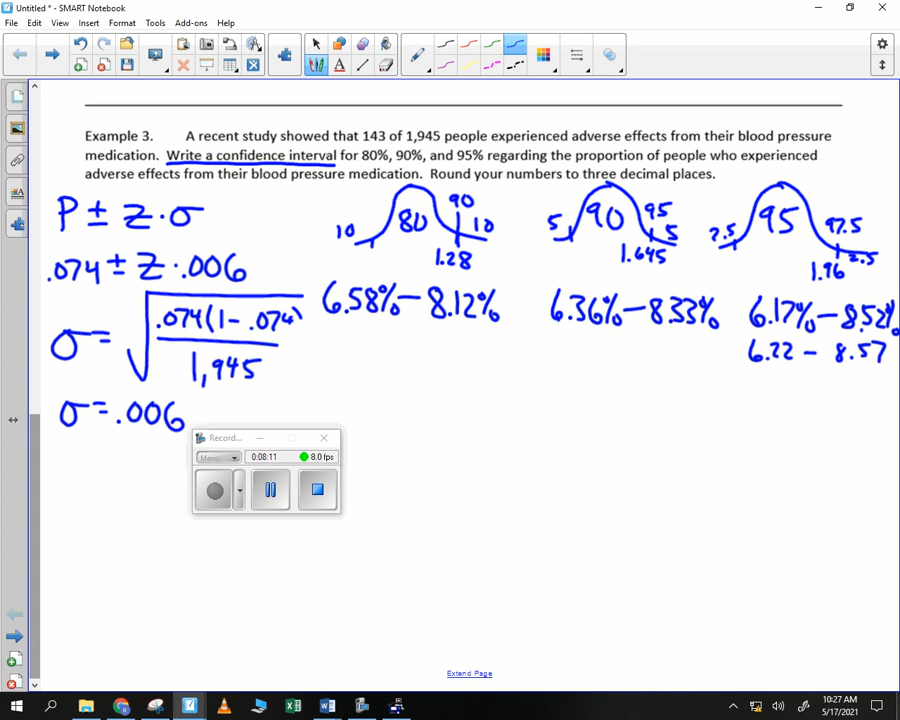 Untitled * - SMART Notebook
File Edit View Insert Format Tools Add-ons Help
Example 3. A recent study showed that 143 of 1,945 people experienced adverse effects from their blood pressure
medication. Write a confidence interval for 80%, 90%, and 95% regarding the proportion of people who experienced
adverse effects from their blood pressure medication. Round your numbers to three decimal places.
P ± Z·σ
10 80 90 10
1.28
5 90 95 5
1.645
2.5 95 97.5 2.5
1.96
.074 ± Z·.006
6.58% – 8.12%
6.36% – 8.33%
6.17% – 8.52%
6.22 – 8.57
σ = √ .074(1 - .074)
1,945
σ = .006
Record...
Menu 0:08:11 8.0 fps
Extend Page
10:27 AM
5/17/2021